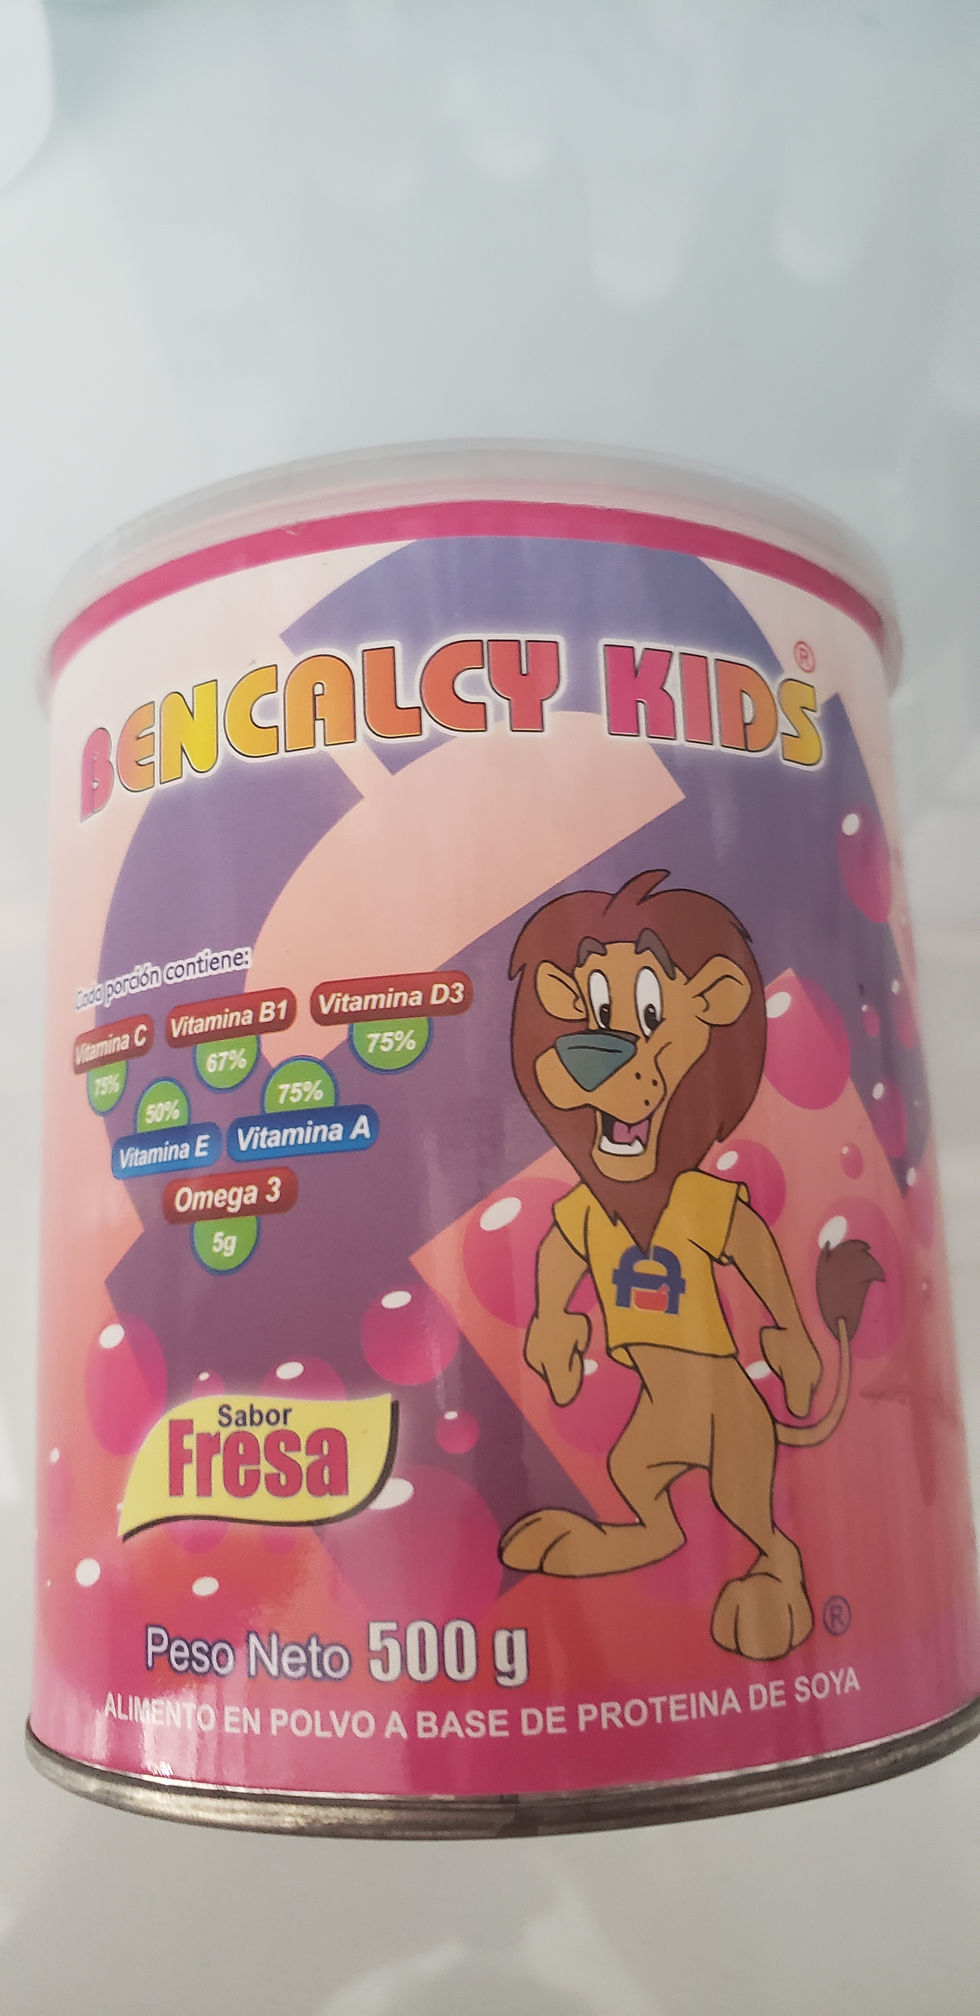 BENCALCY KIDS®
Cada porción contiene:
Vitamina C
Vitamina B1
Vitamina D3
75%
67%
75%
50%
75%
Vitamina E
Vitamina A
Omega 3
5g
Sabor
Fresa
Peso Neto 500 g
®
ALIMENTO EN POLVO A BASE DE PROTEINA DE SOYA